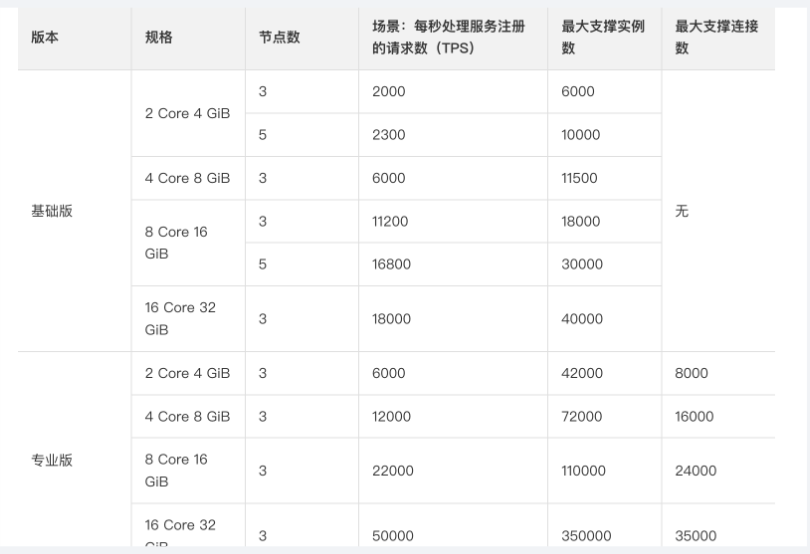 版本 规格 节点数 场景：每秒处理服务注册的请求数（TPS） 最大支撑实例数 最大支撑连接数
基础版 2 Core 4 GiB 3 2000 6000 无
5 2300 10000
4 Core 8 GiB 3 6000 11500
8 Core 16 GiB 3 11200 18000
5 16800 30000
16 Core 32 GiB 3 18000 40000
专业版 2 Core 4 GiB 3 6000 42000 8000
4 Core 8 GiB 3 12000 72000 16000
8 Core 16 GiB 3 22000 110000 24000
16 Core 32 GiB 3 50000 350000 35000